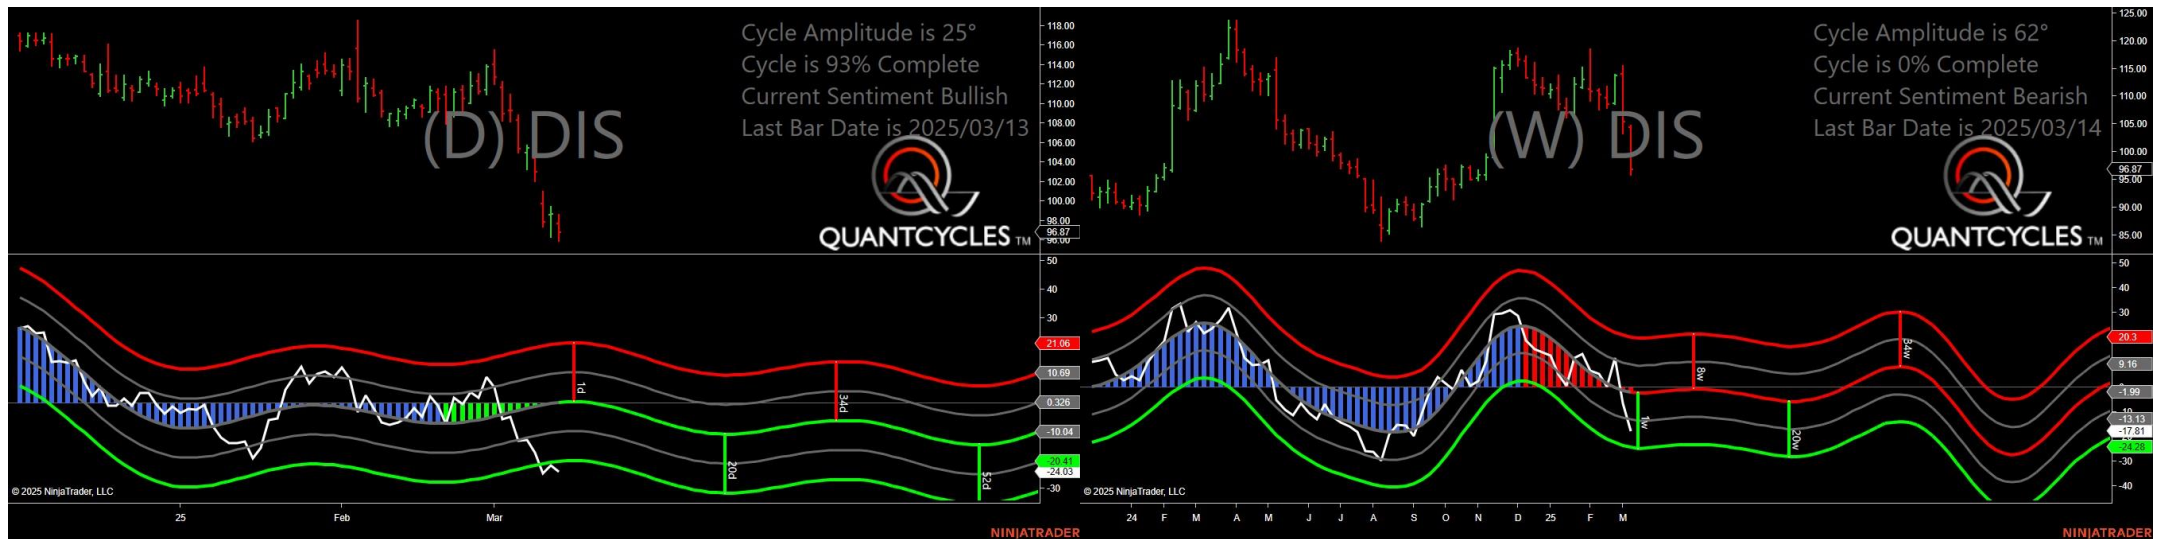 Cycle Amplitude is 25°
Cycle is 93% Complete
Current Sentiment Bullish
Last Bar Date is 2025/03/13
(D) DIS
QUANTCYCLES TM
118.00
116.00
114.00
112.00
110.00
108.00
106.00
104.00
102.00
100.00
98.00
96.87
96.00
50
40
30
21.06
10.69
0.326
-10.04
-20.41
-24.03
-30
1d
34d
20d
52d
© 2025 NinjaTrader, LLC
25 Feb Mar
NINJATRADER
Cycle Amplitude is 62°
Cycle is 0% Complete
Current Sentiment Bearish
Last Bar Date is 2025/03/14
(W) DIS
QUANTCYCLES TM
125.00
120.00
115.00
110.00
105.00
100.00
96.87
95.00
90.00
85.00
50
40
30
20.3
9.16
-1.99
-13.13
-17.81
-24.28
-30
-40
8w
34w
1w
20w
© 2025 NinjaTrader, LLC
24 F M A M J J A S O N D 25 F M
NINJATRADER